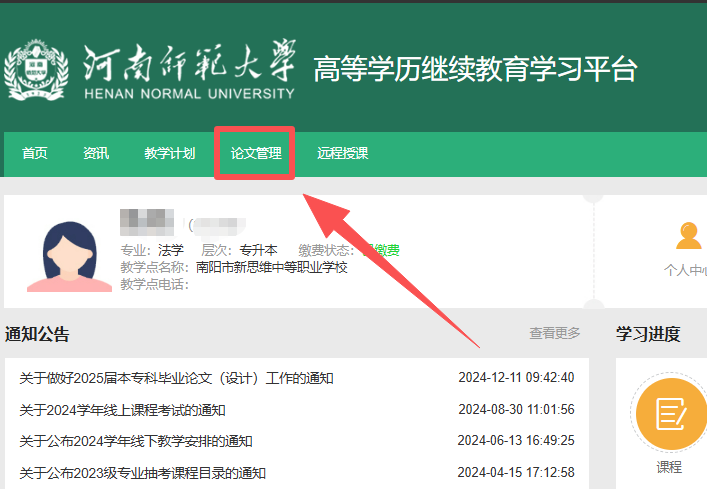 河南师范大学
HENAN NORMAL UNIVERSITY
高等学历继续教育学习平台
首页 资讯 教学计划 论文管理 远程授课
专业：法学 层次：专升本 缴费状态：缴费
教学点名称：南阳市新思维中等职业学校
教学点电话：
个人中心
通知公告 查看更多
学习进度
关于做好2025届本专科毕业论文（设计）工作的通知 2024-12-11 09:42:40
关于2024学年线上课程考试的通知 2024-08-30 11:01:56
关于公布2024学年线下教学安排的通知 2024-06-13 16:49:25
关于公布2023级专业抽考课程目录的通知 2024-04-15 17:12:58
课程